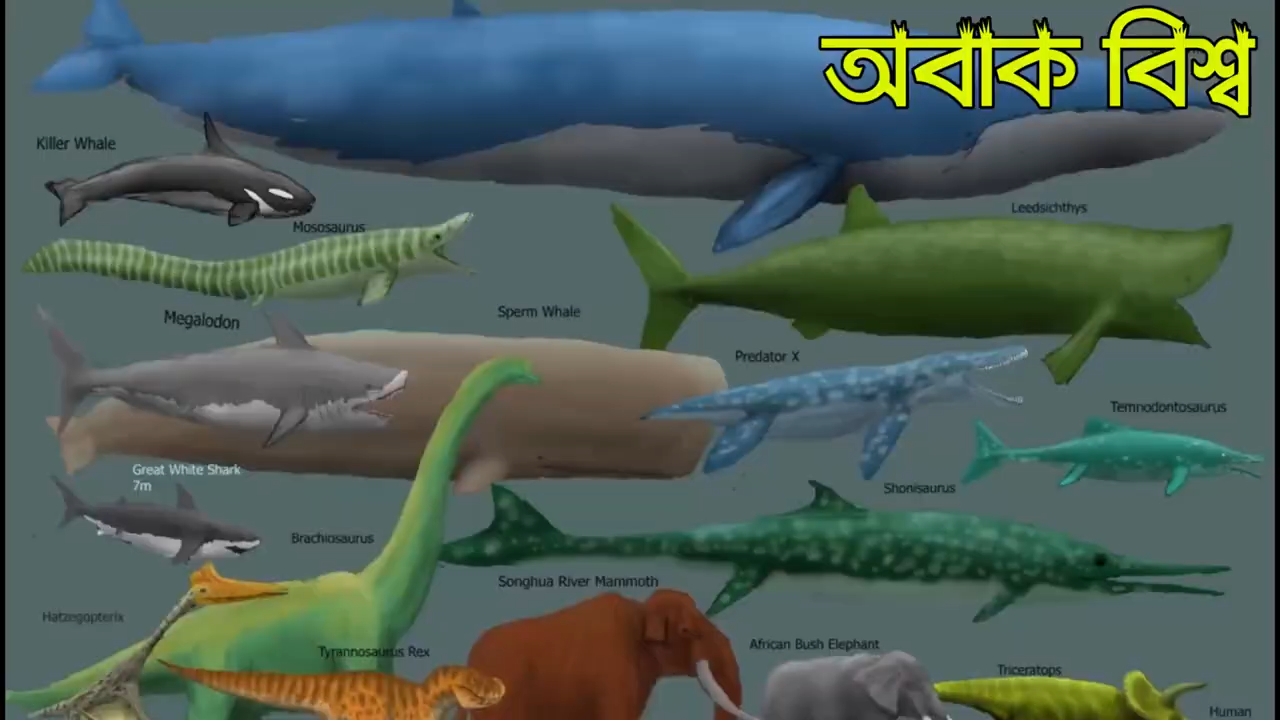 অবাক বিশ্ব
Killer Whale
Leedsichthys
Mososaurus
Sperm Whale
Megalodon
Predator X
Temnodontosaurus
Great White Shark
7m
Shonisaurus
Brachiosaurus
Songhua River Mammoth
Hatzegopterix
African Bush Elephant
Tyrannosaurus Rex
Triceratops
Human